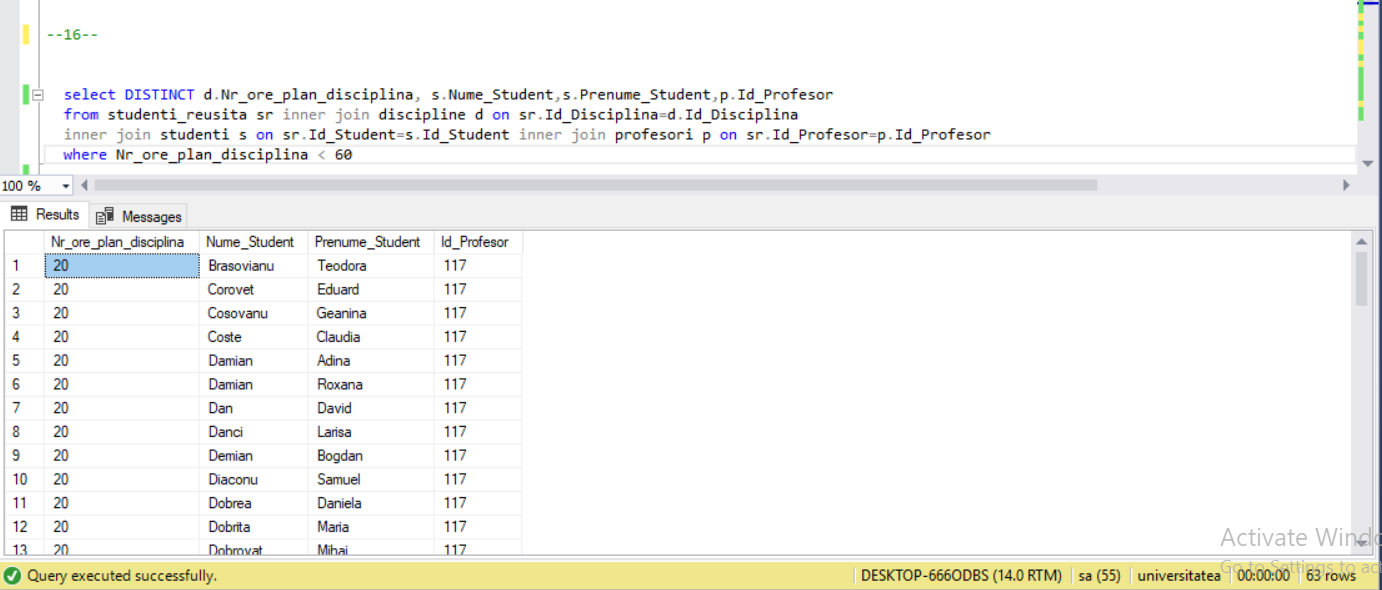 --16--
select DISTINCT d.Nr_ore_plan_disciplina, s.Nume_Student,s.Prenume_Student,p.Id_Profesor
from studenti_reusita sr inner join discipline d on sr.Id_Disciplina=d.Id_Disciplina
inner join studenti s on sr.Id_Student=s.Id_Student inner join profesori p on sr.Id_Profesor=p.Id_Profesor
where Nr_ore_plan_disciplina < 60
100 %
Results Messages
Nr_ore_plan_disciplina Nume_Student Prenume_Student Id_Profesor
1 20 Brasovianu Teodora 117
2 20 Corovet Eduard 117
3 20 Cosovanu Geanina 117
4 20 Coste Claudia 117
5 20 Damian Adina 117
6 20 Damian Roxana 117
7 20 Dan David 117
8 20 Danci Larisa 117
9 20 Demian Bogdan 117
10 20 Diaconu Samuel 117
11 20 Dobrea Daniela 117
12 20 Dobrita Maria 117
13 20 Dobrovat Mihai 117
Activate Windo
Go to Settings to ac
Query executed successfully. DESKTOP-666ODBS (14.0 RTM) sa (55) universitatea 00:00:00 63 rows